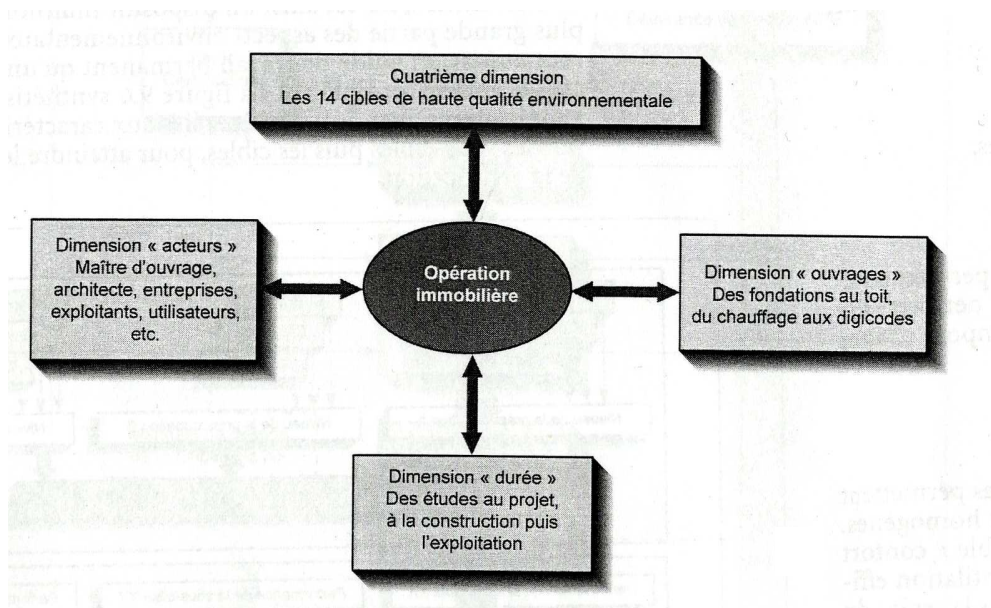 Quatrième dimension
Les 14 cibles de haute qualité environnementale
Dimension « acteurs »
Maître d'ouvrage,
architecte, entreprises,
exploitants, utilisateurs,
etc.
Opération
immobilière
Dimension « ouvrages »
Des fondations au toit,
du chauffage aux digicodes
Dimension « durée »
Des études au projet,
à la construction puis
l'exploitation